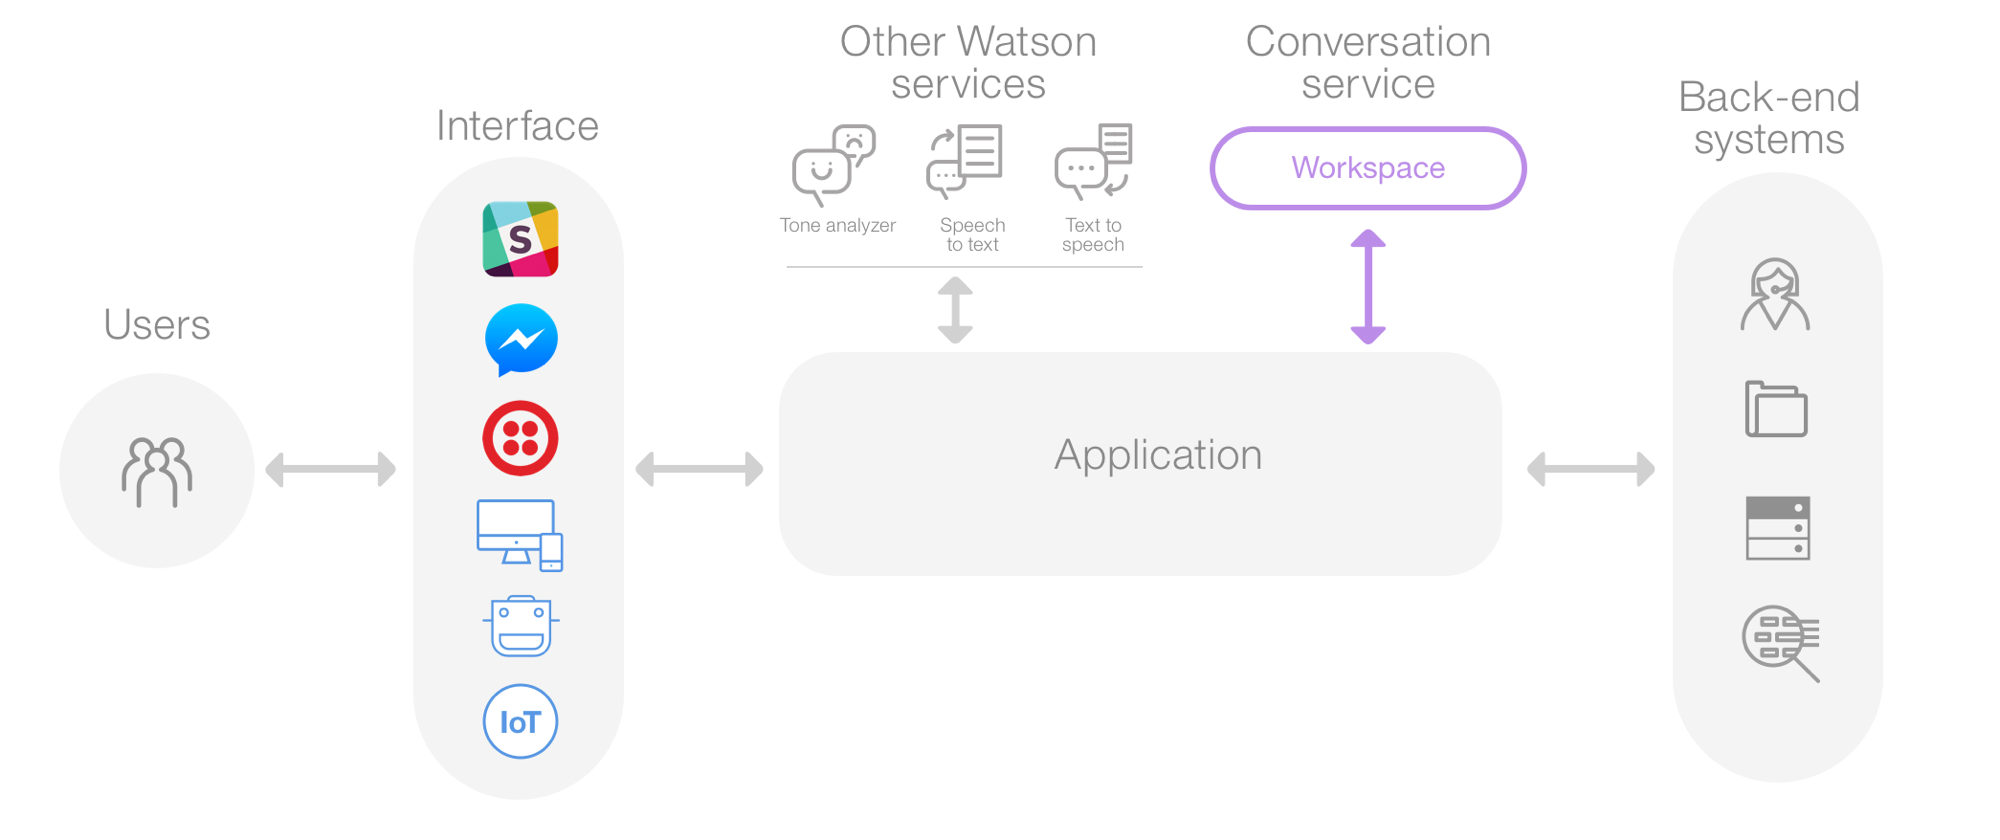 Users
Interface
S
IoT
Other Watson
services
Tone analyzer
Speech
to text
Text to
speech
Conversation
service
Workspace
Application
Back-end
systems